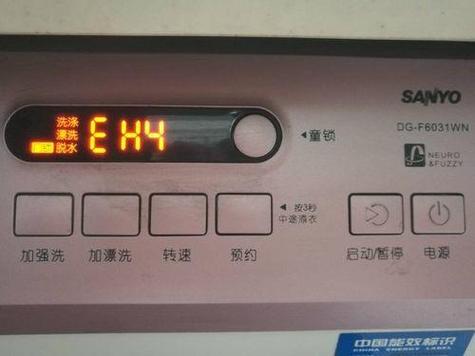 SANYO
DG-F6031WN
洗涤
漂洗
脱水
E H4
童锁
NEURO
&FUZZY
按3秒
中途添衣
加强洗
加漂洗
转速
预约
启动/暂停
电源
中国能效标识
CHINA ENERGY LABEL